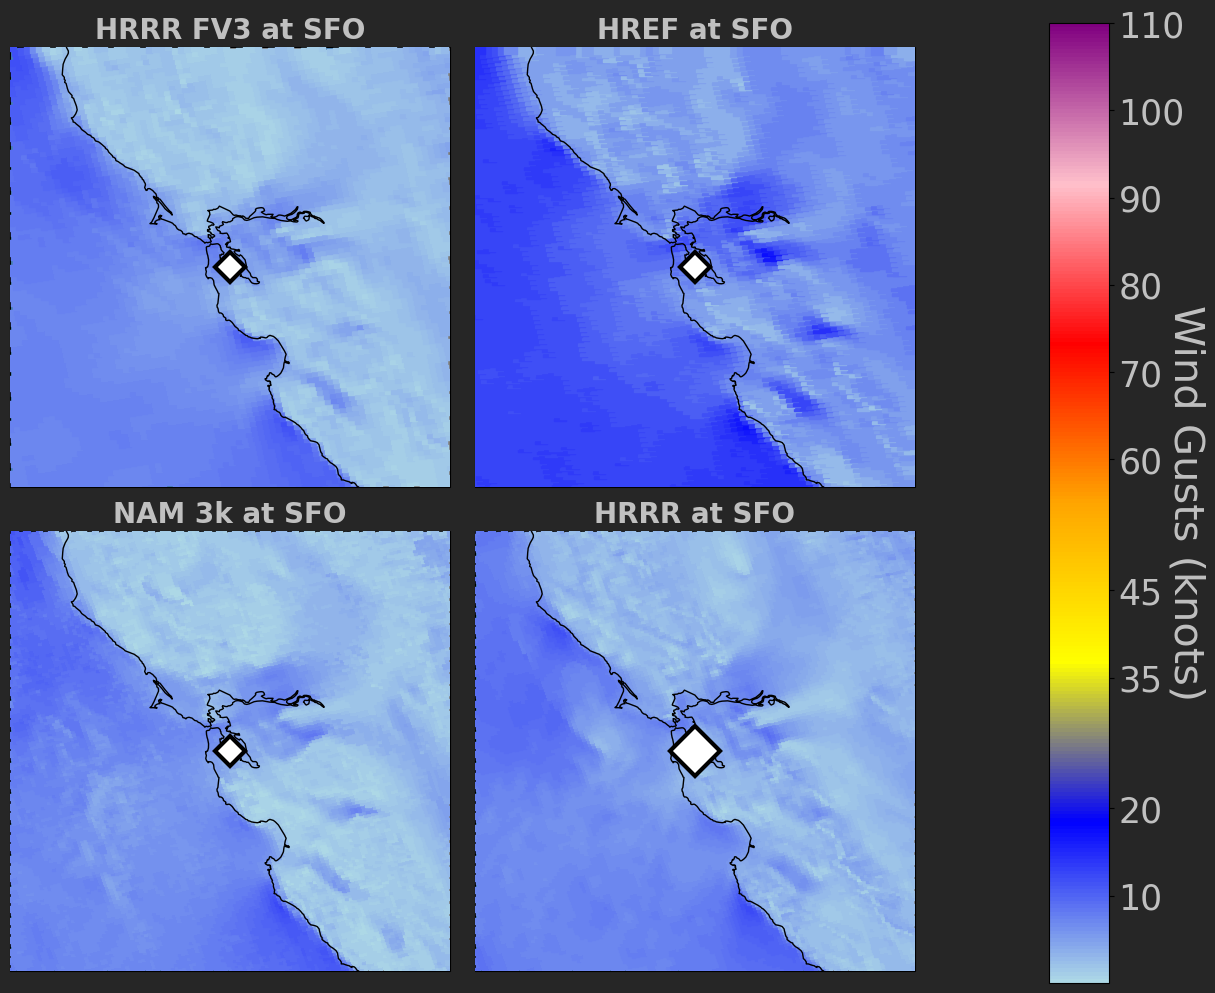 HRRR FV3 at SFO
HREF at SFO
NAM 3k at SFO
HRRR at SFO
110
100
90
80
70
60
45
35
20
10
Wind Gusts (knots)